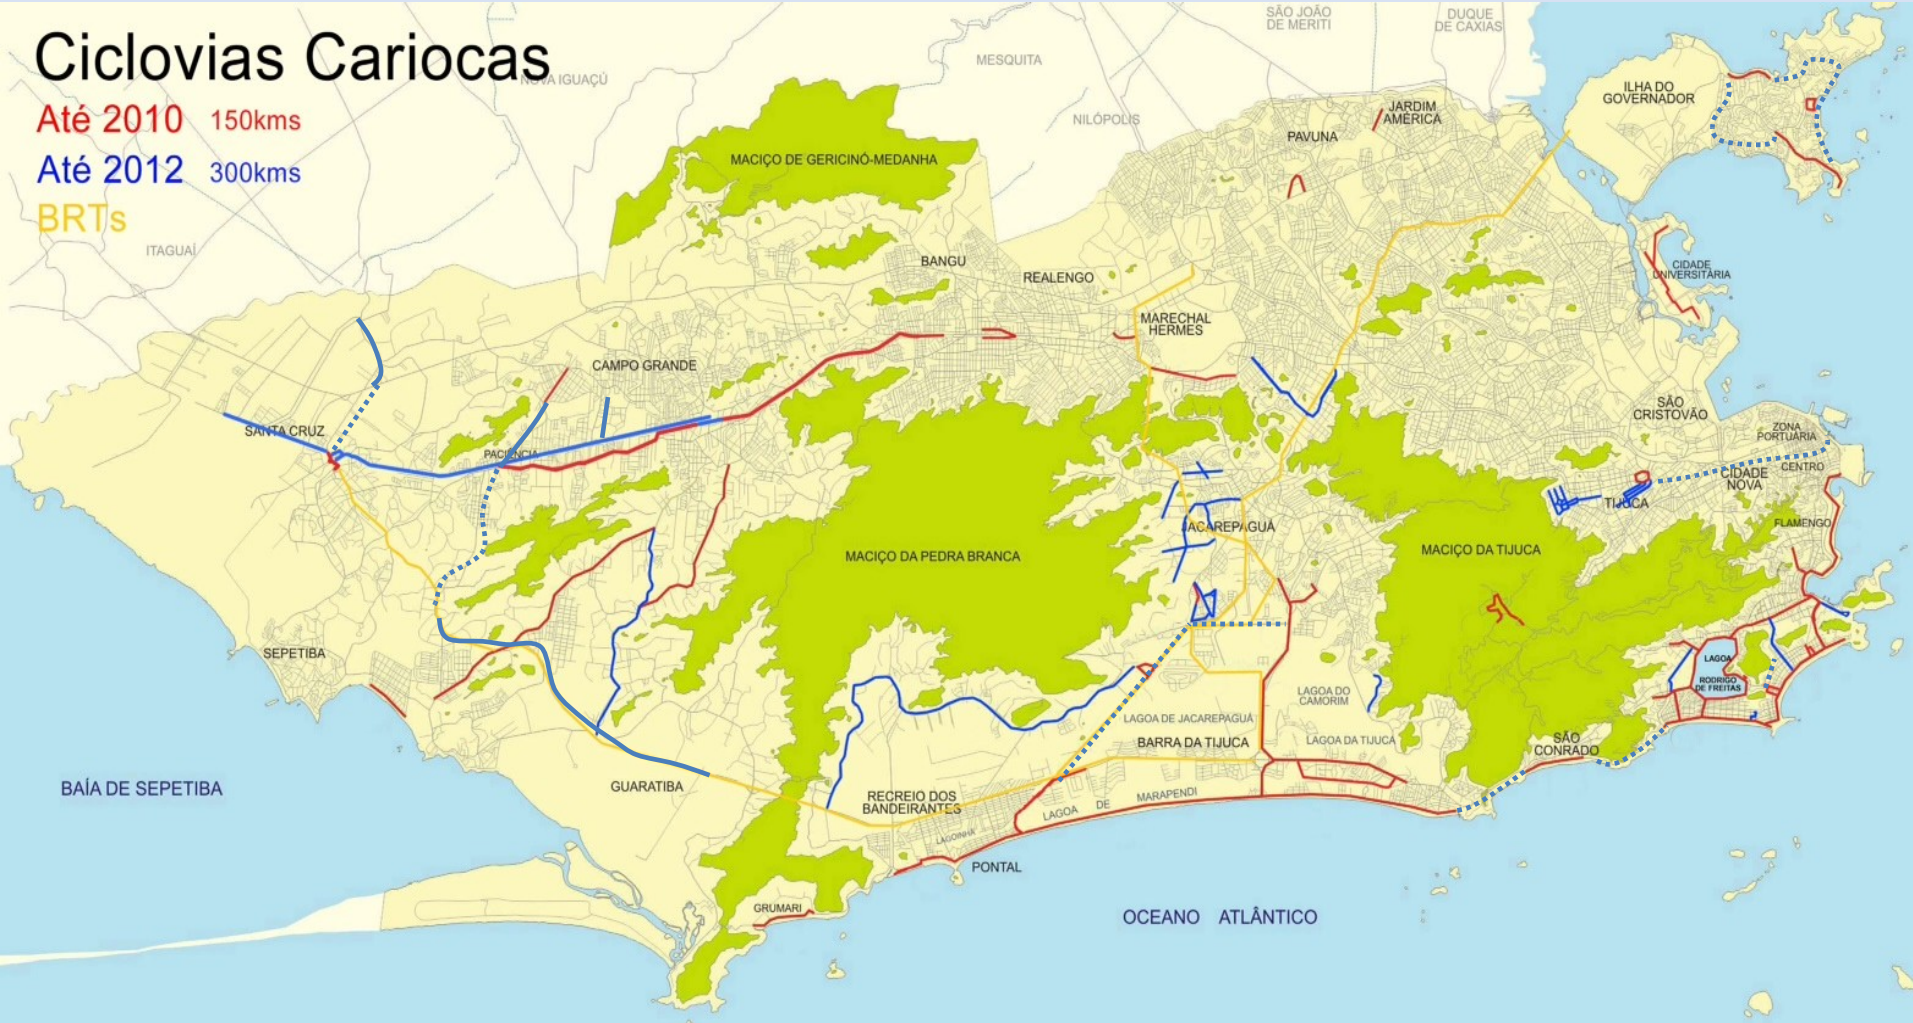 Ciclovias Cariocas
Até 2010 150kms
Até 2012 300kms
BRTs
NOVA IGUAÇÚ
MESQUITA
SÃO JOÃO
DE MERITI
DUQUE
DE CAXIAS
NILÓPOLIS
ITAGUAÍ
ILHA DO
GOVERNADOR
JARDIM
AMÉRICA
PAVUNA
MACIÇO DE GERICINÓ-MEDANHA
BANGU
REALENGO
CIDADE
UNIVERSITÁRIA
MARECHAL
HERMES
CAMPO GRANDE
SÃO
CRISTOVÃO
SANTA CRUZ
PACIÊNCIA
ZONA
PORTUÁRIA
CENTRO
CIDADE
NOVA
TIJUCA
FLAMENGO
JACAREPAGUÁ
MACIÇO DA PEDRA BRANCA
MACIÇO DA TIJUCA
SEPETIBA
LAGOA
RODRIGO
DE FREITAS
LAGOA DO
CAMORIM
LAGOA DE JACAREPAGUÁ
BARRA DA TIJUCA
LAGOA DA TIJUCA
SÃO
CONRADO
BAÍA DE SEPETIBA
GUARATIBA
RECREIO DOS
BANDEIRANTES
LAGOA DE MARAPENDI
LAGOINHA
PONTAL
GRUMARI
OCEANO ATLÂNTICO